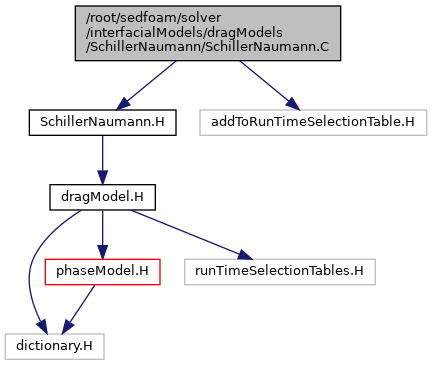 /root/sedfoam/solver
/interfacialModels/dragModels
/SchillerNaumann/SchillerNaumann.C
SchillerNaumann.H
addToRunTimeSelectionTable.H
dragModel.H
phaseModel.H
runTimeSelectionTables.H
dictionary.H